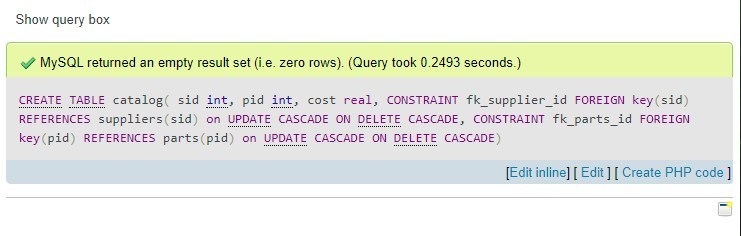 Show query box
MySQL returned an empty result set (i.e. zero rows). (Query took 0.2493 seconds.)
CREATE TABLE catalog( sid int, pid int, cost real, CONSTRAINT fk_supplier_id FOREIGN key(sid)
REFERENCES suppliers(sid) on UPDATE CASCADE ON DELETE CASCADE, CONSTRAINT fk_parts_id FOREIGN
key(pid) REFERENCES parts(pid) on UPDATE CASCADE ON DELETE CASCADE)
[Edit inline] [ Edit ] [ Create PHP code ]